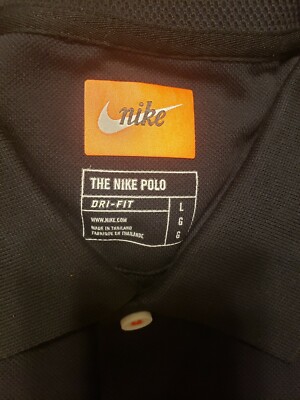 nike
THE NIKE POLO
DRI-FIT
L
G
G
WWW.NIKE.COM
MADE IN THAILAND
FABRIQUÉ EN THAÏLANDE